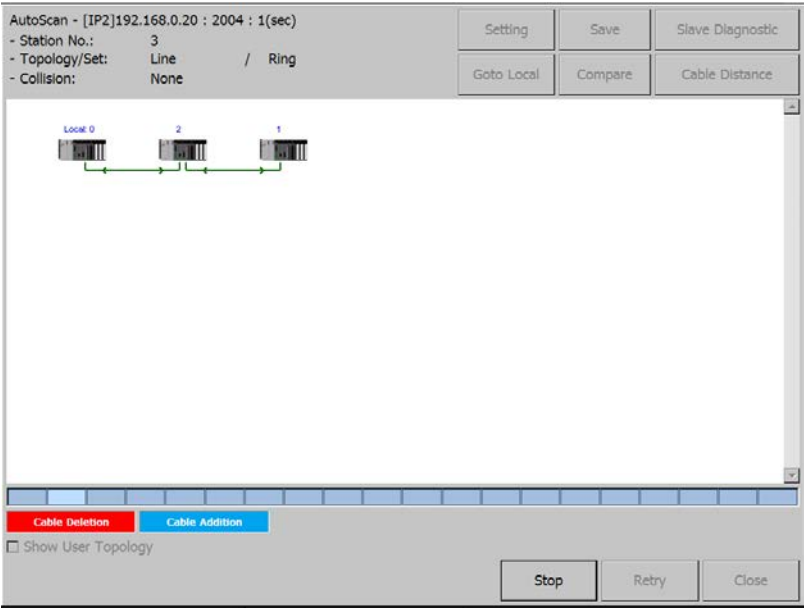 AutoScan - [IP2]192.168.0.20 : 2004 : 1(sec)
- Station No.: 3
- Topology/Set: Line / Ring
- Collision: None
Setting Save Slave Diagnostic
Goto Local Compare Cable Distance
Local: 0 2 1
Cable Deletion Cable Addition
Show User Topology
Stop Retry Close